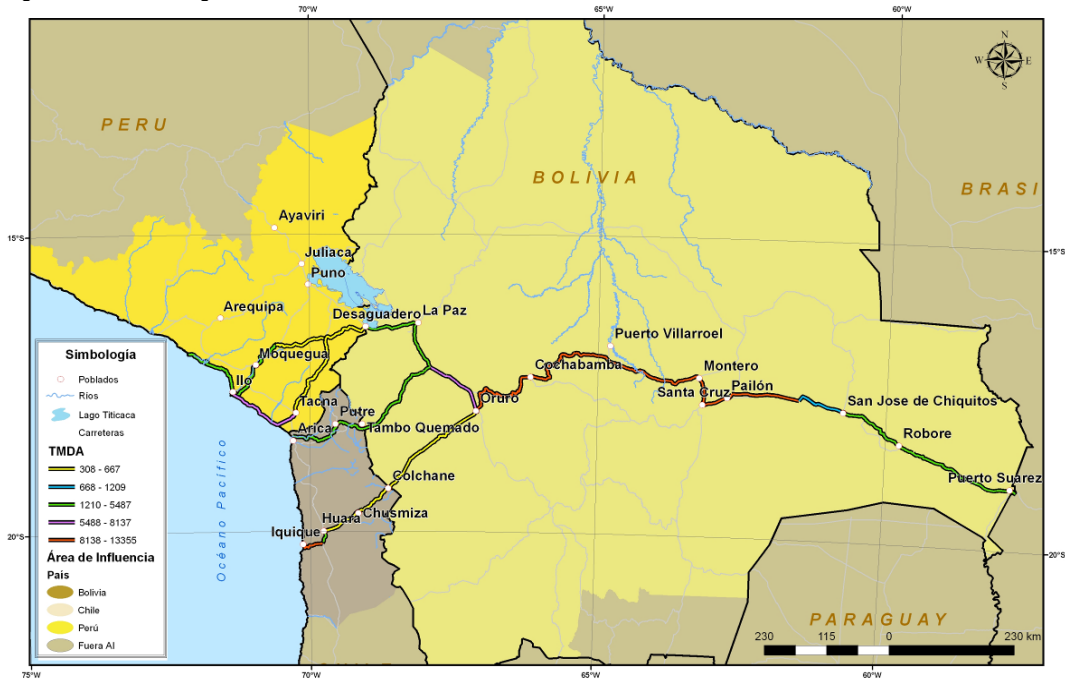 70°W
65°W
60°W
N
W
E
S
PERU
BOLIVIA
BRASI
Ayaviri
15°S
15°S
Juliaca
Puno
Arequipa
Desaguadero
La Paz
Puerto Villarroel
Simbología
Poblados
Ríos
Lago Titicaca
Carreteras
TMDA
308 - 667
668 - 1209
1210 - 5487
5488 - 8137
8138 - 13355
Área de Influencia
País
Bolivia
Chile
Perú
Fuera AI
Moquegua
Ilo
Cochabamba
Montero
Santa Cruz
Pailón
San Jose de Chiquitos
Tacna
Putre
Oruro
Arica
Tambo Quemado
Robore
Océano Pacífico
Colchane
Puerto Suárez
Huara
Chusmiza
Iquique
20°S
20°S
PARAGUAY
230
115
0
230 km
75°W
70°W
65°W
60°W